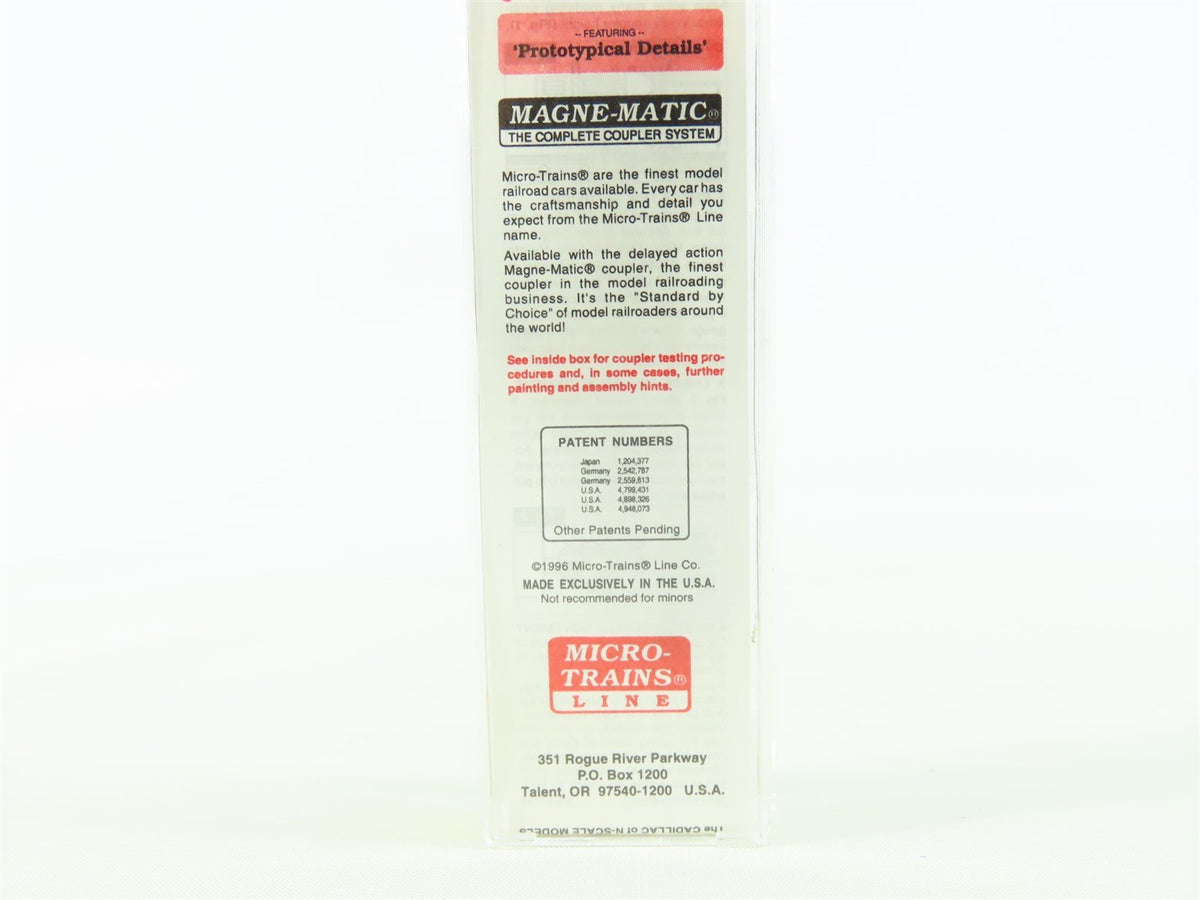 -- FEATURING --
'Prototypical Details'
MAGNE-MATIC®
THE COMPLETE COUPLER SYSTEM
Micro-Trains® are the finest model
railroad cars available. Every car has
the craftsmanship and detail you
expect from the Micro-Trains® Line
name.
Available with the delayed action
Magne-Matic® coupler, the finest
coupler in the model railroading
business. It's the "Standard by
Choice" of model railroaders around
the world!
See inside box for coupler testing pro-
cedures and, in some cases, further
painting and assembly hints.
PATENT NUMBERS
Japan 1,204,377
Germany 2,542,787
Germany 2,559,813
U.S.A. 4,799,431
U.S.A. 4,898,326
U.S.A. 4,948,073
Other Patents Pending
©1996 Micro-Trains® Line Co.
MADE EXCLUSIVELY IN THE U.S.A.
Not recommended for minors
MICRO-
TRAINS®
LINE
351 Rogue River Parkway
P.O. Box 1200
Talent, OR 97540-1200 U.S.A.
The CADILLAC of N-SCALE MODELS